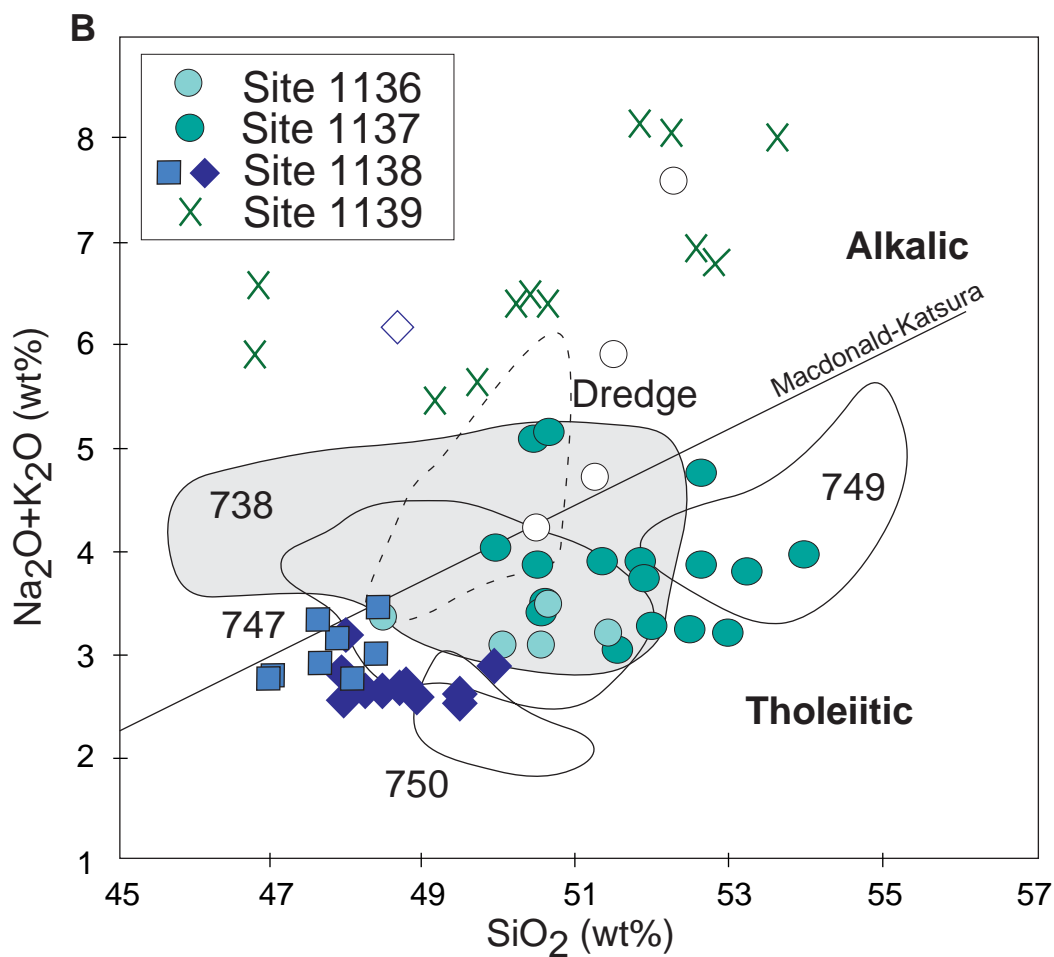 B
Site 1136
Site 1137
Site 1138
Site 1139
8
7
6
5
4
3
2
1
Na2O+K2O (wt%)
Alkalic
Macdonald-Katsura
Dredge
738
749
747
Tholeiitic
750
45 47 49 51 53 55 57
SiO2 (wt%)